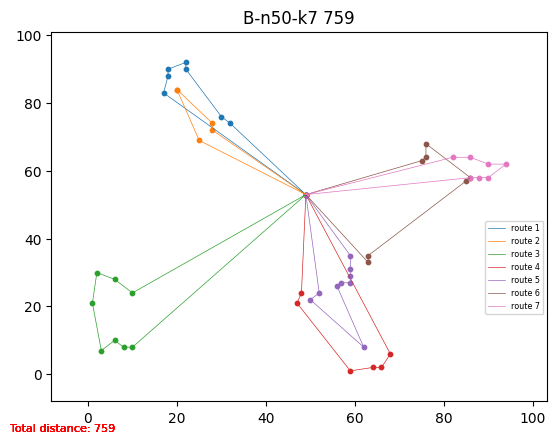 B-n50-k7 759
100
80
60
40
20
0
route 1
route 2
route 3
route 4
route 5
route 6
route 7
0 20 40 60 80 100
Total distance: 759